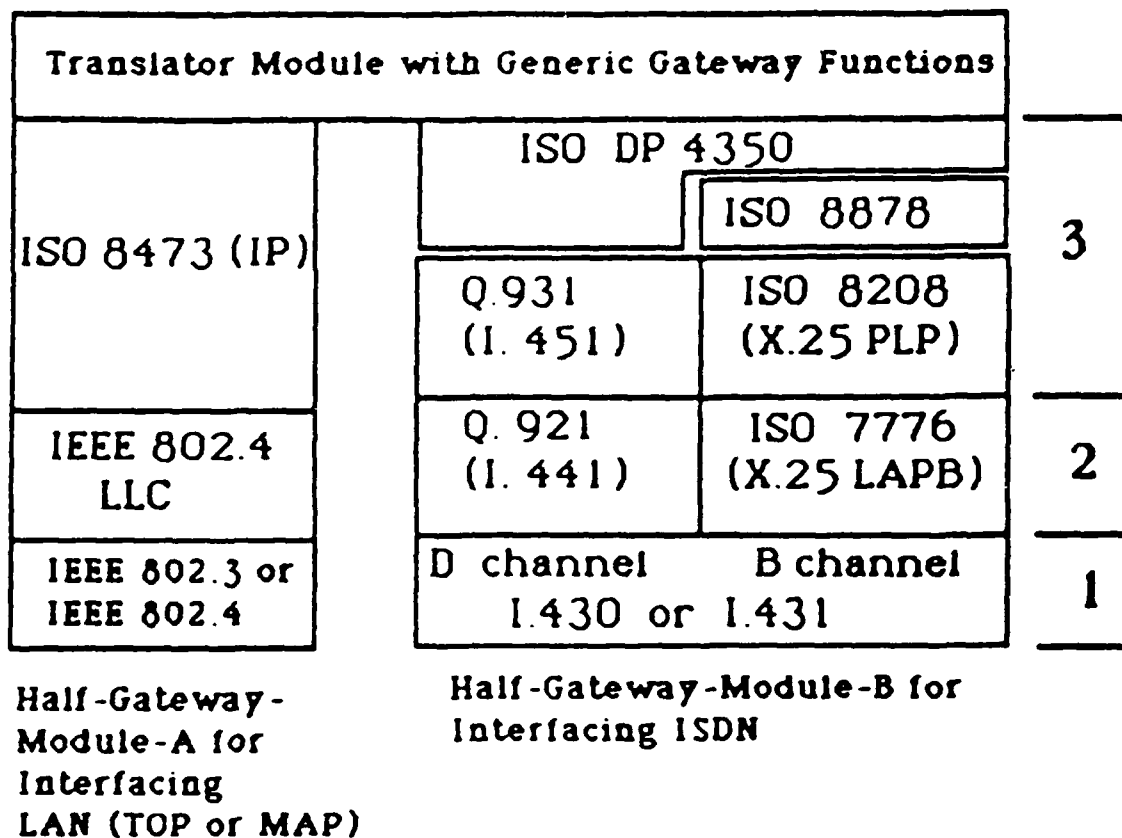 Translator Module with Generic Gateway Functions
ISO 8473 (IP)
IEEE 802.4
LLC
IEEE 802.3 or
IEEE 802.4
ISO DP 4350
ISO 8878
Q.931
(I. 451)
ISO 8208
(X.25 PLP)
Q. 921
(I. 441)
ISO 7776
(X.25 LAPB)
D channel B channel
I.430 or I.431
3
2
1
Half-Gateway-
Module-A for
Interfacing
LAN (TOP or MAP)
Half-Gateway-Module-B for
Interfacing ISDN